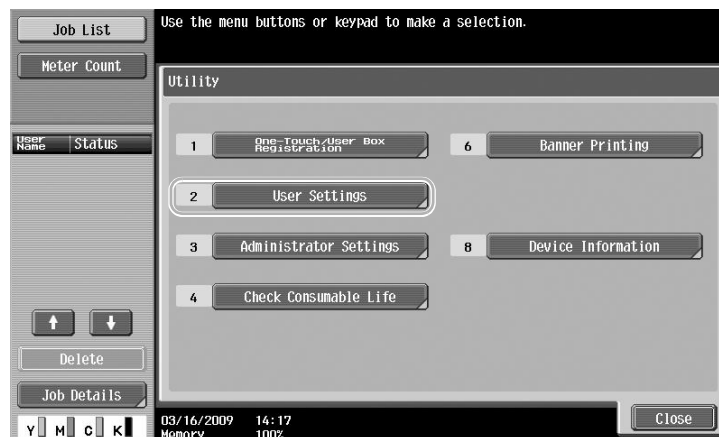 Job List
Use the menu buttons or keypad to make a selection.
Meter Count
Utility
User Name Status
1 One-Touch/User Box Registration
6 Banner Printing
2 User Settings
3 Administrator Settings
8 Device Information
4 Check Consumable Life
Delete
Job Details
Y M C K
03/16/2009 14:17
Memory 100%
Close